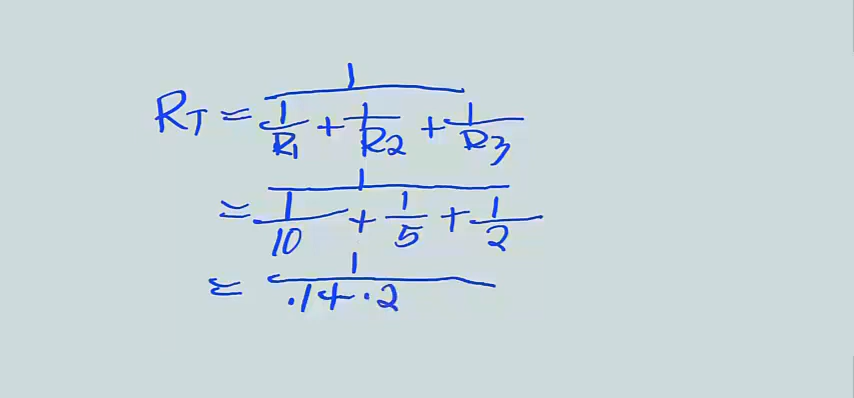 RT = 1 / (1/R1 + 1/R2 + 1/R3)
= 1 / (1/10 + 1/5 + 1/2)
= 1 / (.1 + .2